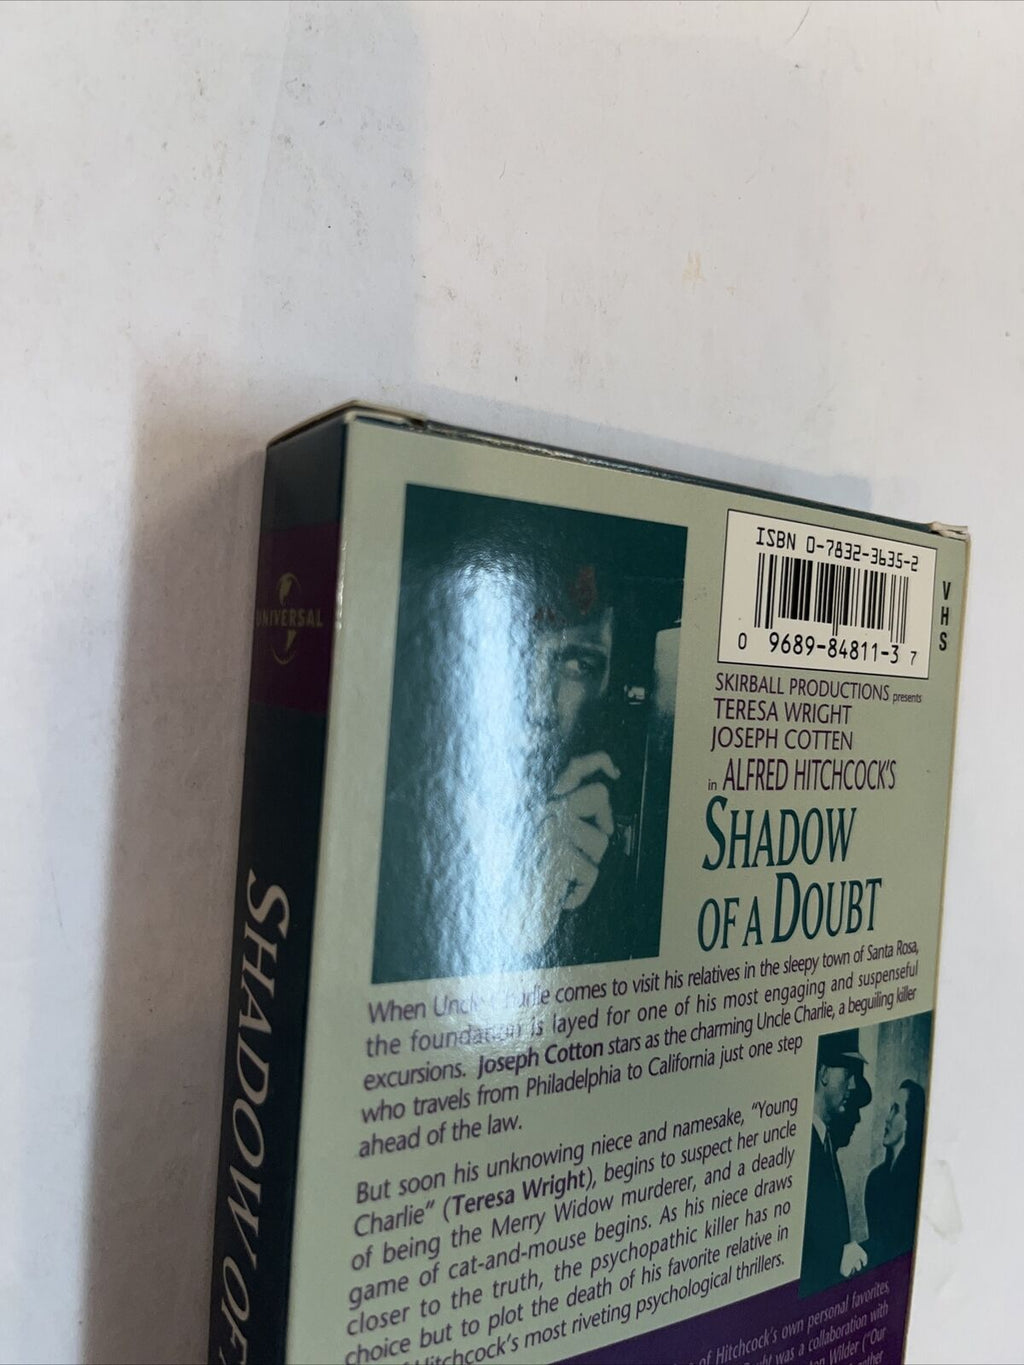 ISBN 0-7832-3635-2
0 9689-84811-3 7
VHS
UNIVERSAL
SKIRBALL PRODUCTIONS presents
TERESA WRIGHT
JOSEPH COTTEN
in ALFRED HITCHCOCK'S
SHADOW
OF A DOUBT
When Uncle Charlie comes to visit his relatives in the sleepy town of Santa Rosa,
the foundation is layed for one of his most engaging and suspenseful
excursions. Joseph Cotton stars as the charming Uncle Charlie, a beguiling killer
who travels from Philadelphia to California just one step
ahead of the law.
But soon his unknowing niece and namesake, "Young
Charlie" (Teresa Wright), begins to suspect her uncle
of being the Merry Widow murderer, and a deadly
game of cat-and-mouse begins. As his niece draws
closer to the truth, the psychopathic killer has no
choice but to plot the death of his favorite relative in
Hitchcock's most riveting psychological thrillers.
of Hitchcock's own personal favorites,
was a collaboration with
Wilder ("Our
SHADOW OF